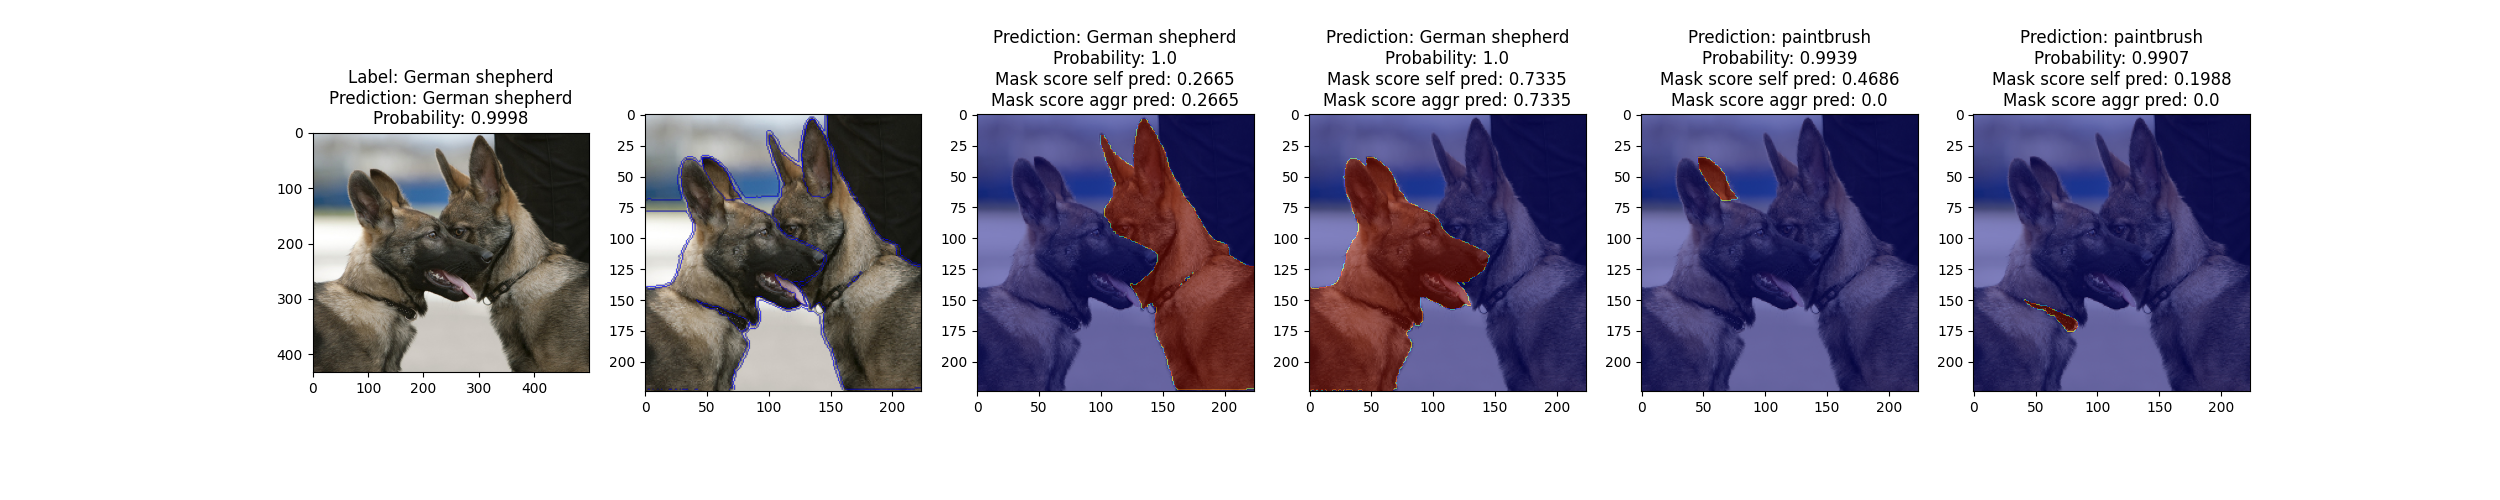 Label: German shepherd
Prediction: German shepherd
Probability: 0.9998
0
100
200
300
400
0 100 200 300 400
0
25
50
75
100
125
150
175
200
0 50 100 150 200
Prediction: German shepherd
Probability: 1.0
Mask score self pred: 0.2665
Mask score aggr pred: 0.2665
0
25
50
75
100
125
150
175
200
0 50 100 150 200
Prediction: German shepherd
Probability: 1.0
Mask score self pred: 0.7335
Mask score aggr pred: 0.7335
0
25
50
75
100
125
150
175
200
0 50 100 150 200
Prediction: paintbrush
Probability: 0.9939
Mask score self pred: 0.4686
Mask score aggr pred: 0.0
0
25
50
75
100
125
150
175
200
0 50 100 150 200
Prediction: paintbrush
Probability: 0.9907
Mask score self pred: 0.1988
Mask score aggr pred: 0.0
0
25
50
75
100
125
150
175
200
0 50 100 150 200